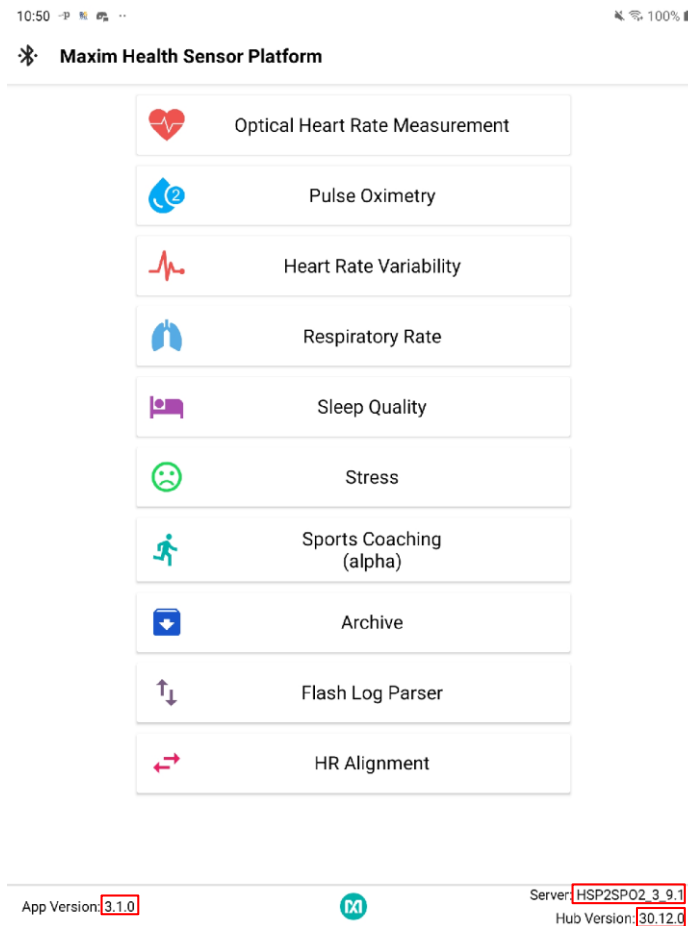 10:50
100%
Maxim Health Sensor Platform
Optical Heart Rate Measurement
2
Pulse Oximetry
Heart Rate Variability
Respiratory Rate
Sleep Quality
Stress
Sports Coaching
(alpha)
Archive
Flash Log Parser
HR Alignment
App Version: 3.1.0
Server: HSP2SPO2_3_9.1
Hub Version: 30.12.0